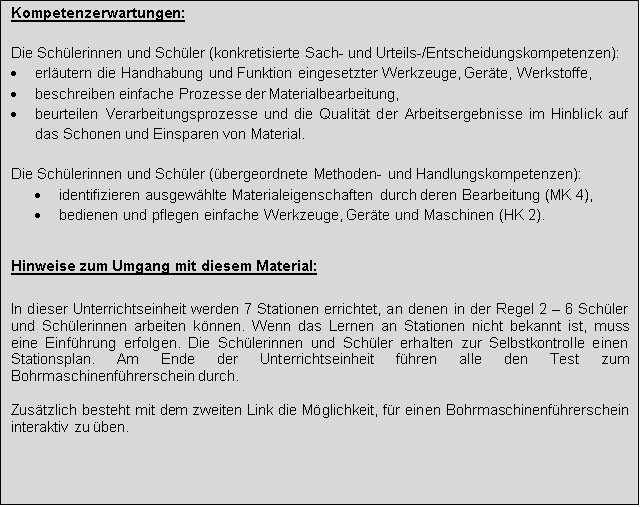 Kompetenzerwartungen:
Die Schülerinnen und Schüler (konkretisierte Sach- und Urteils-/Entscheidungskompetenzen):
• erläutern die Handhabung und Funktion eingesetzter Werkzeuge, Geräte, Werkstoffe,
• beschreiben einfache Prozesse der Materialbearbeitung,
• beurteilen Verarbeitungsprozesse und die Qualität der Arbeitsergebnisse im Hinblick auf
das Schonen und Einsparen von Material.
Die Schülerinnen und Schüler (übergeordnete Methoden- und Handlungskompetenzen):
• identifizieren ausgewählte Materialeigenschaften durch deren Bearbeitung (MK 4),
• bedienen und pflegen einfache Werkzeuge, Geräte und Maschinen (HK 2).
Hinweise zum Umgang mit diesem Material:
In dieser Unterrichtseinheit werden 7 Stationen errichtet, an denen in der Regel 2 – 6 Schüler
und Schülerinnen arbeiten können. Wenn das Lernen an Stationen nicht bekannt ist, muss
eine Einführung erfolgen. Die Schülerinnen und Schüler erhalten zur Selbstkontrolle einen
Stationsplan. Am Ende der Unterrichtseinheit führen alle den Test zum
Bohrmaschinenführerschein durch.
Zusätzlich besteht mit dem zweiten Link die Möglichkeit, für einen Bohrmaschinenführerschein
interaktiv zu üben.